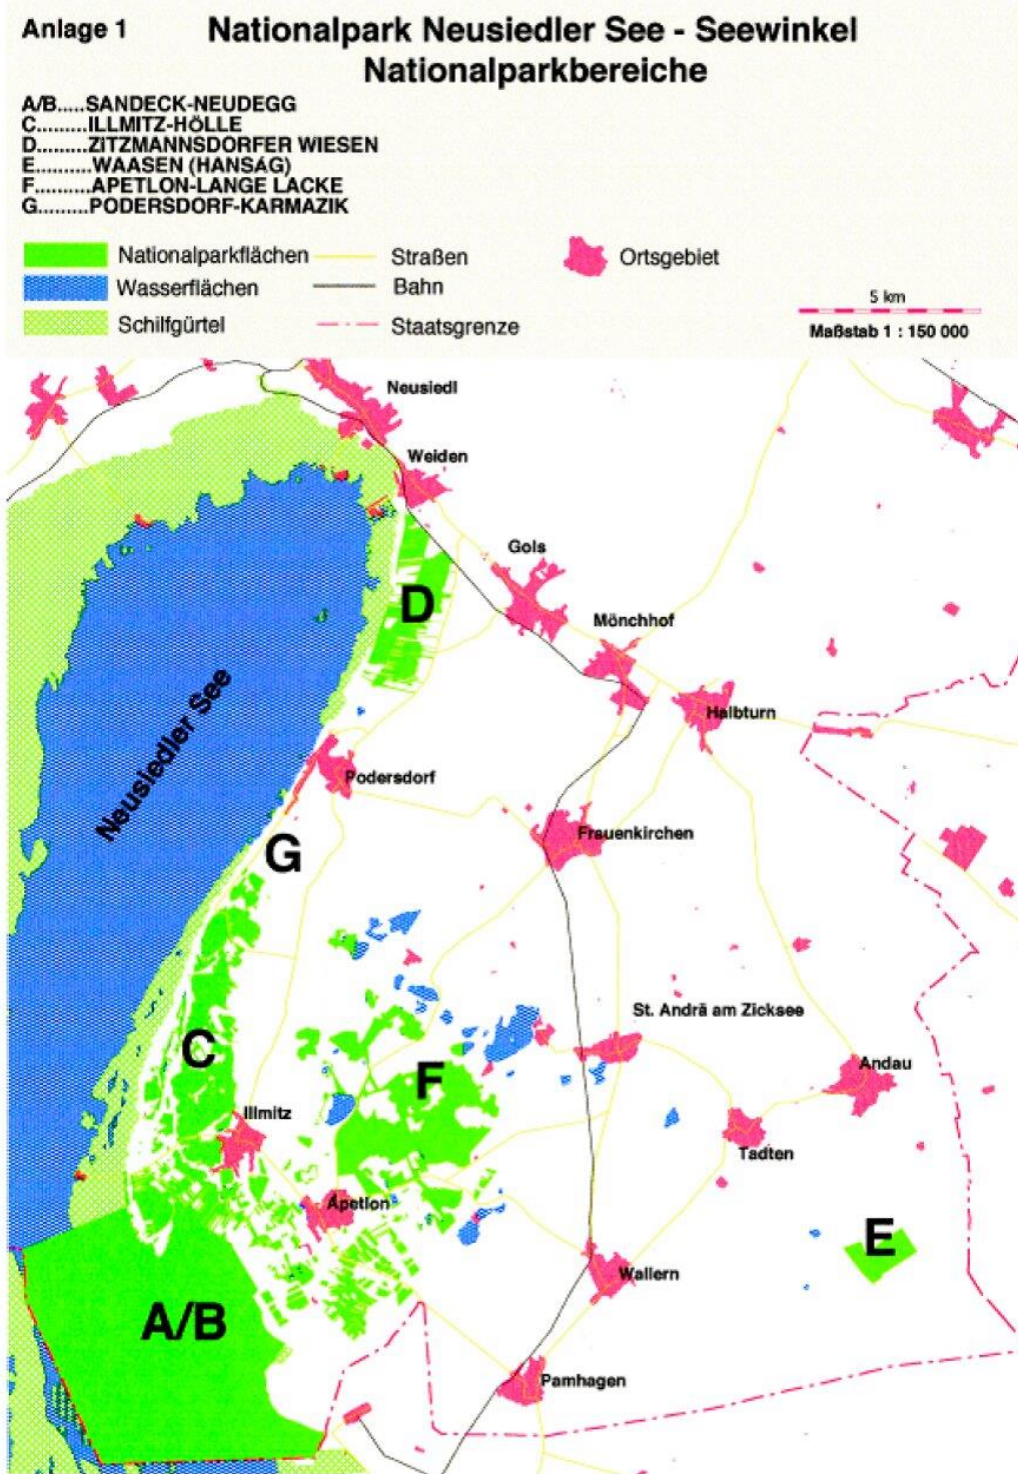 Anlage 1
Nationalpark Neusiedler See - Seewinkel
Nationalparkbereiche
A/B.....SANDECK-NEUDEGG
C.........ILLMITZ-HÖLLE
D.........ZITZMANNSDORFER WIESEN
E..........WAASEN (HANSÁG)
F..........APETLON-LANGE LACKE
G.........PODERSDORF-KARMAZIK
Nationalparkflächen
Straßen
Ortsgebiet
Wasserflächen
Bahn
5 km
Schilfgürtel
Staatsgrenze
Maßstab 1 : 150 000
Neusiedl
Weiden
Gols
D
Mönchhof
Neusiedler See
Halbturn
Podersdorf
Frauenkirchen
G
St. Andrä am Zicksee
C
F
Andau
Illmitz
Tadten
Apetlon
E
Wallern
A/B
Pamhagen